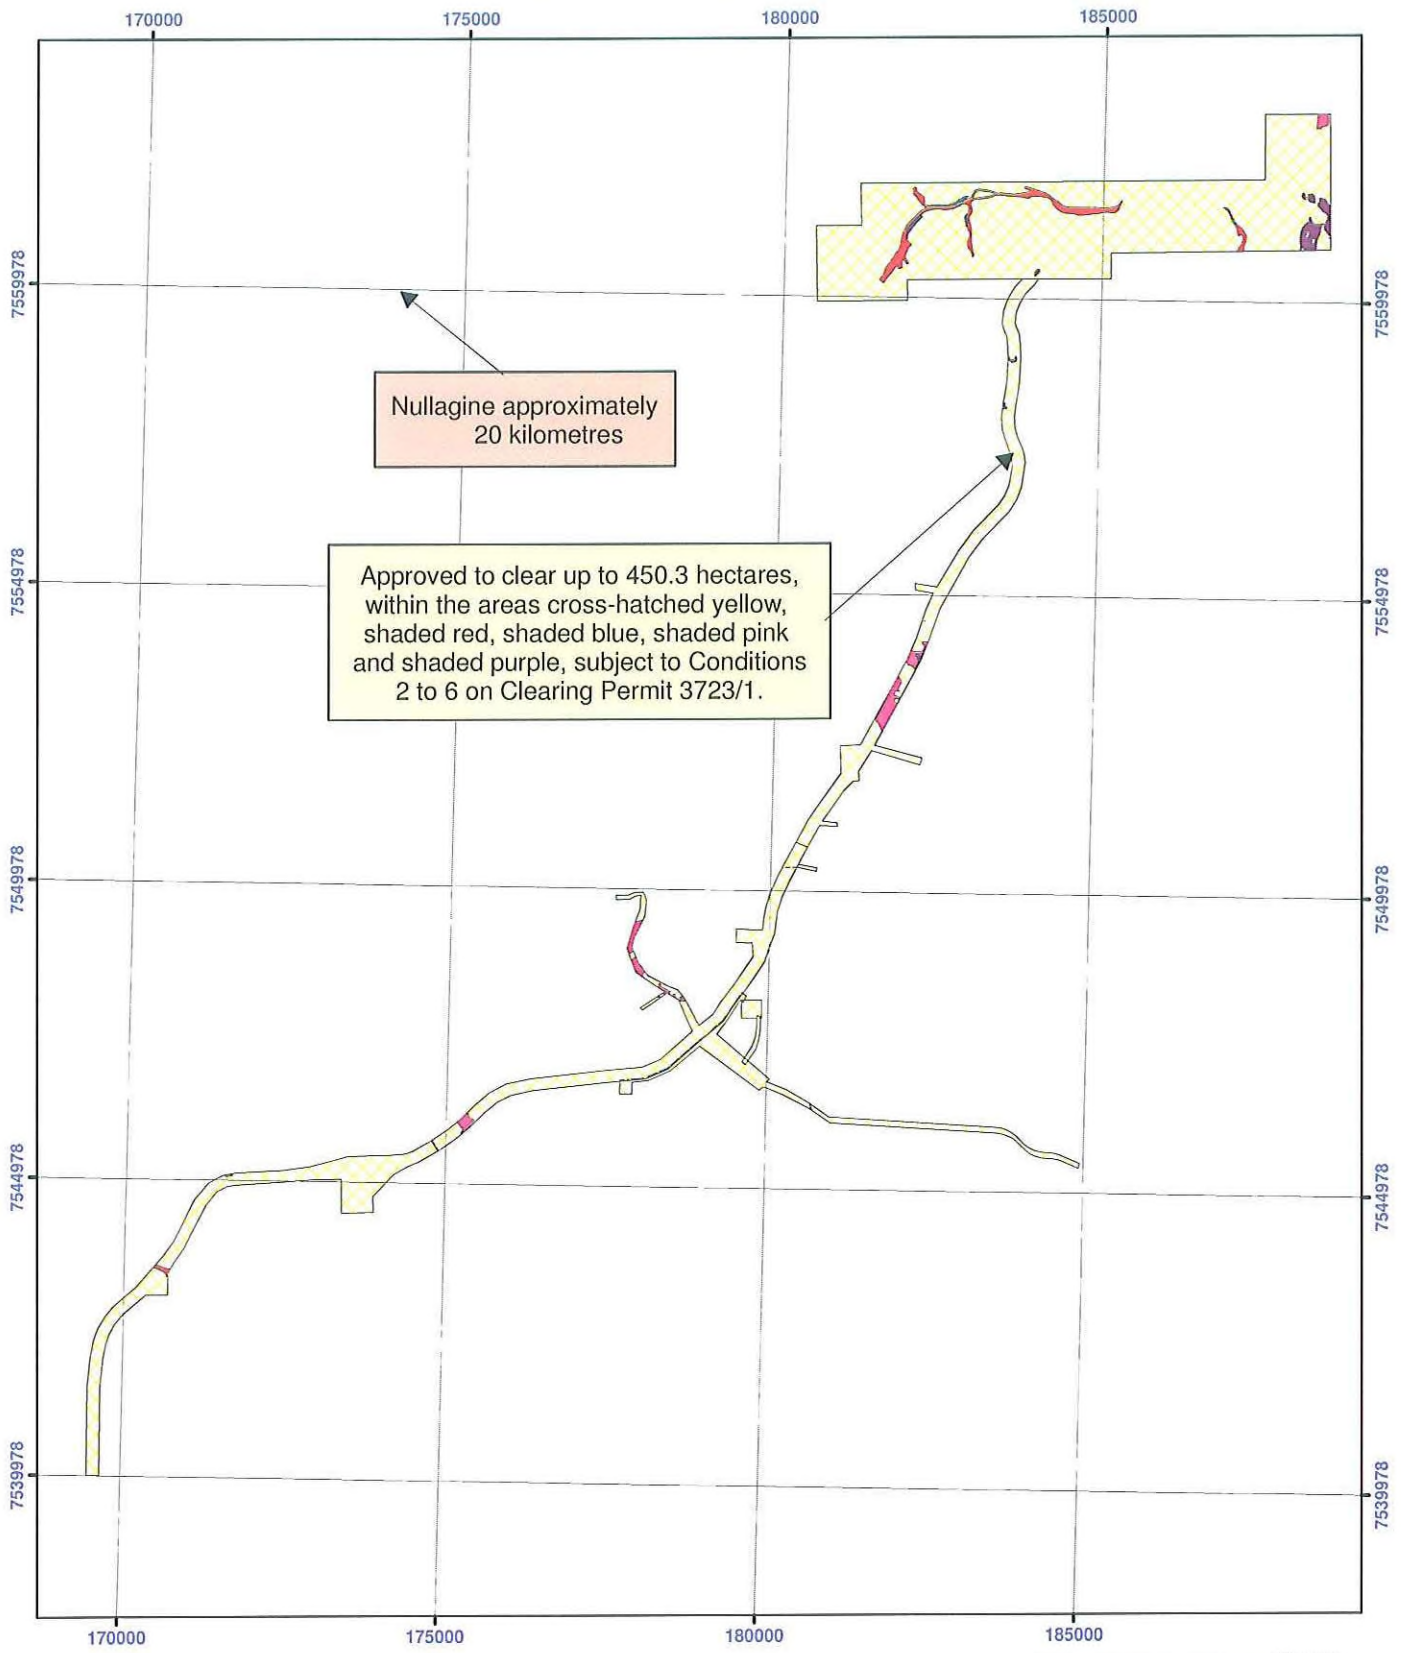 170000
175000
180000
185000
7559978
7559978
Nullagine approximately
20 kilometres
Approved to clear up to 450.3 hectares,
within the areas cross-hatched yellow,
shaded red, shaded blue, shaded pink
and shaded purple, subject to Conditions
2 to 6 on Clearing Permit 3723/1.
7554978
7554978
7549978
7549978
7544978
7544978
7539978
7539978
170000
175000
180000
185000